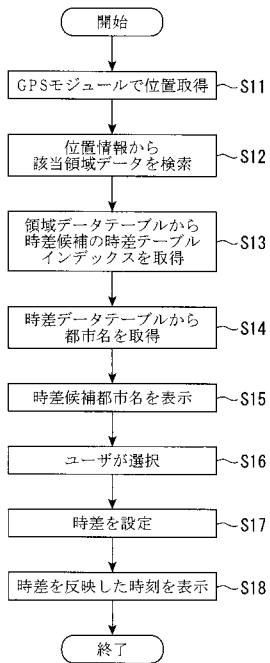 開始
GPSモジュールで位置取得
S11
位置情報から
該当領域データを検索
S12
領域データテーブルから
時差候補の時差テーブル
インデックスを取得
S13
時差データテーブルから
都市名を取得
S14
時差候補都市名を表示
S15
ユーザが選択
S16
時差を設定
S17
時差を反映した時刻を表示
S18
終了